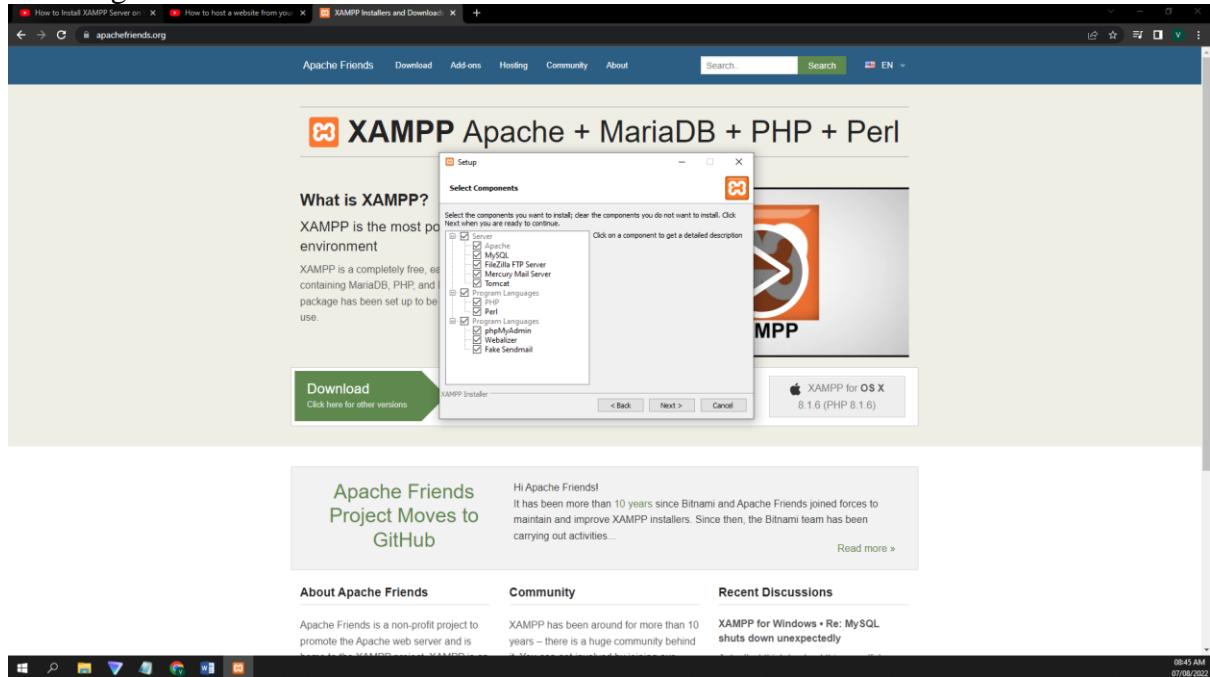 How to Install XAMPP Server on
How to host a website from your
XAMPP Installers and Downloads
apachefriends.org
V
Apache Friends Download Add-ons Hosting Community About Search.. Search EN
XAMPP Apache + MariaDB + PHP + Perl
What is XAMPP?
XAMPP is the most po
environment
XAMPP is a completely free, ea
containing MariaDB, PHP, and
package has been set up to be
use.
Setup
Select Components
Select the components you want to install; clear the components you do not want to install. Click
Next when you are ready to continue.
Server
Apache
MySQL
FileZilla FTP Server
Mercury Mail Server
Tomcat
Program Languages
PHP
Perl
Program Languages
phpMyAdmin
Webalizer
Fake Sendmail
Click on a component to get a detailed description
XAMPP Installer
< Back Next > Cancel
MPP
Download
Click here for other versions
XAMPP for OS X
8.1.6 (PHP 8.1.6)
Apache Friends
Project Moves to
GitHub
Hi Apache Friends!
It has been more than 10 years since Bitnami and Apache Friends joined forces to
maintain and improve XAMPP installers. Since then, the Bitnami team has been
carrying out activities...
Read more »
About Apache Friends
Apache Friends is a non-profit project to
promote the Apache web server and is
Community
XAMPP has been around for more than 10
years – there is a huge community behind
Recent Discussions
XAMPP for Windows • Re: MySQL
shuts down unexpectedly
08:45 AM
07/08/2022